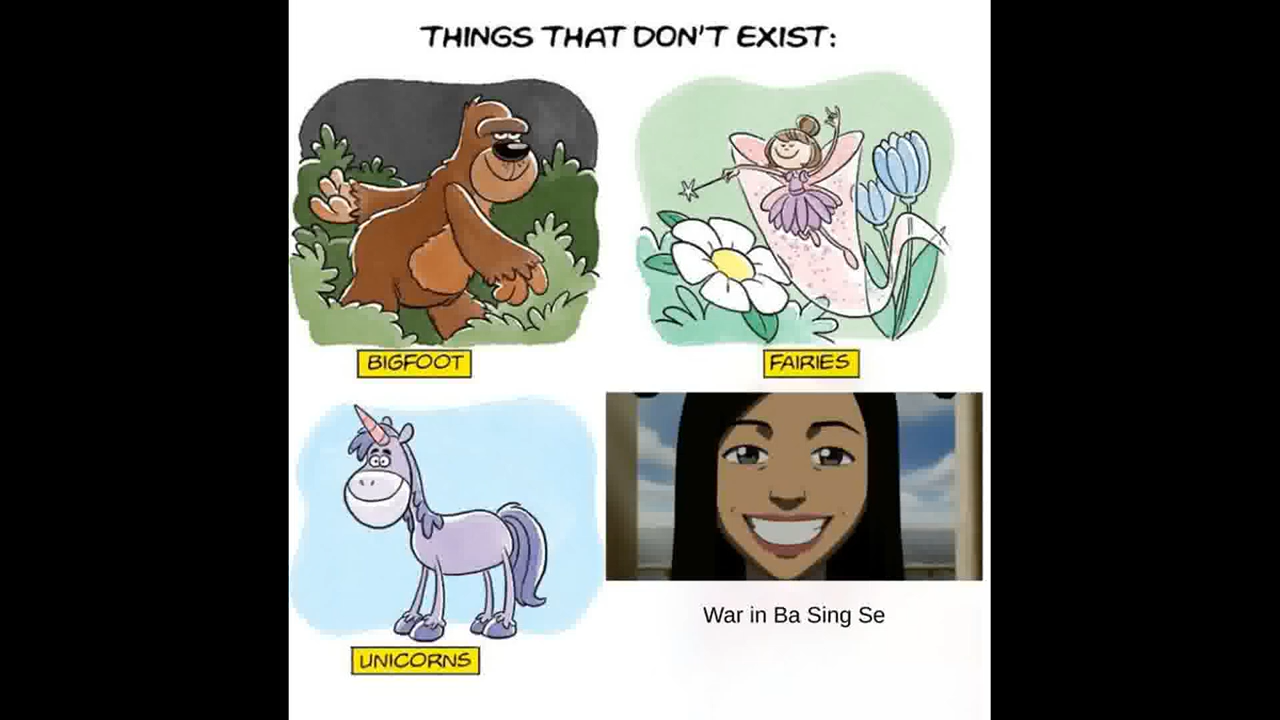 THINGS THAT DON'T EXIST:
BIGFOOT
FAIRIES
UNICORNS
War in Ba Sing Se